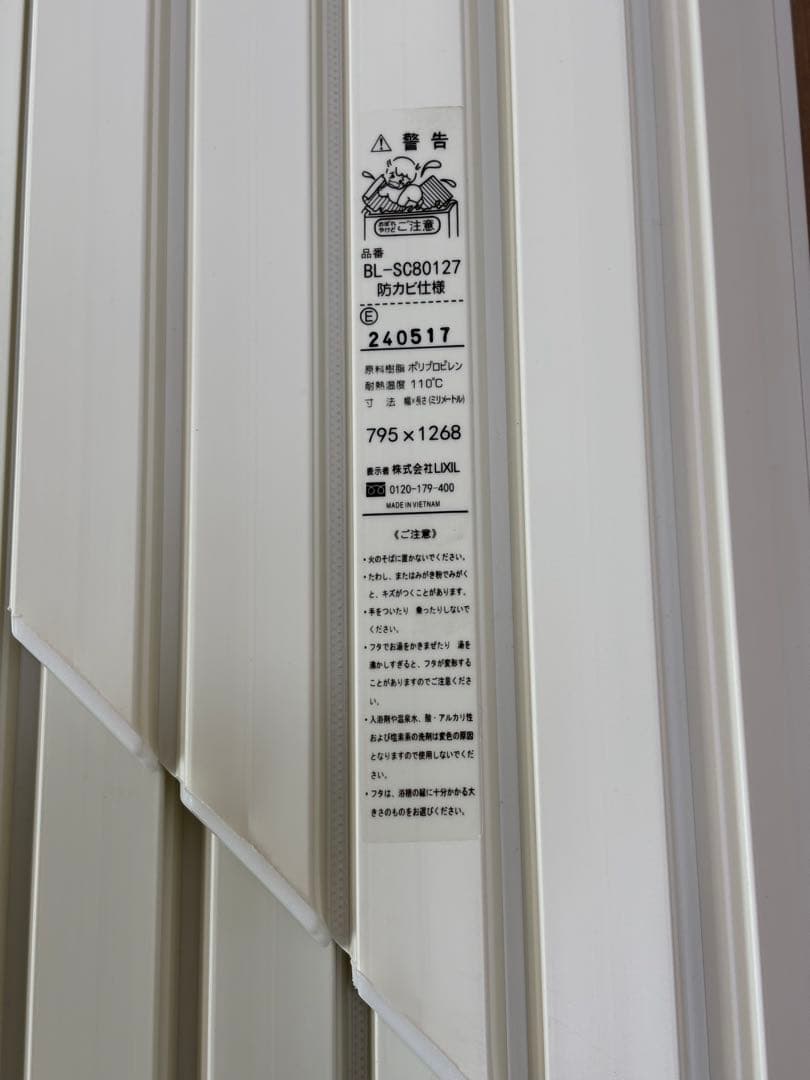 ⚠ 警告
おぼれ
やけど ご注意
品番
BL-SC80127
防カビ仕様
Ⓔ
240517
原料樹脂 ポリプロピレン
耐熱温度 110℃
寸法 幅×長さ(ミリメートル)
795×1268
表示者 株式会社LIXIL
0120-179-400
MADE IN VIETNAM
《ご注意》
・火のそばに置かないでください。
・たわし、またはみがき粉でみがく
と、キズがつくことがあります。
・手をついたり 乗ったりしないで
ください。
・フタでお湯をかきまぜたり 湯を
沸かしすぎると、フタが変形する
ことがありますのでご注意くださ
い。
・入浴剤や温泉水、酸・アルカリ性
および塩素系の洗剤は変色の原因
となりますので使用しないでくだ
さい。
・フタは、浴槽の縁に十分かかる大
きさのものをお選びください。